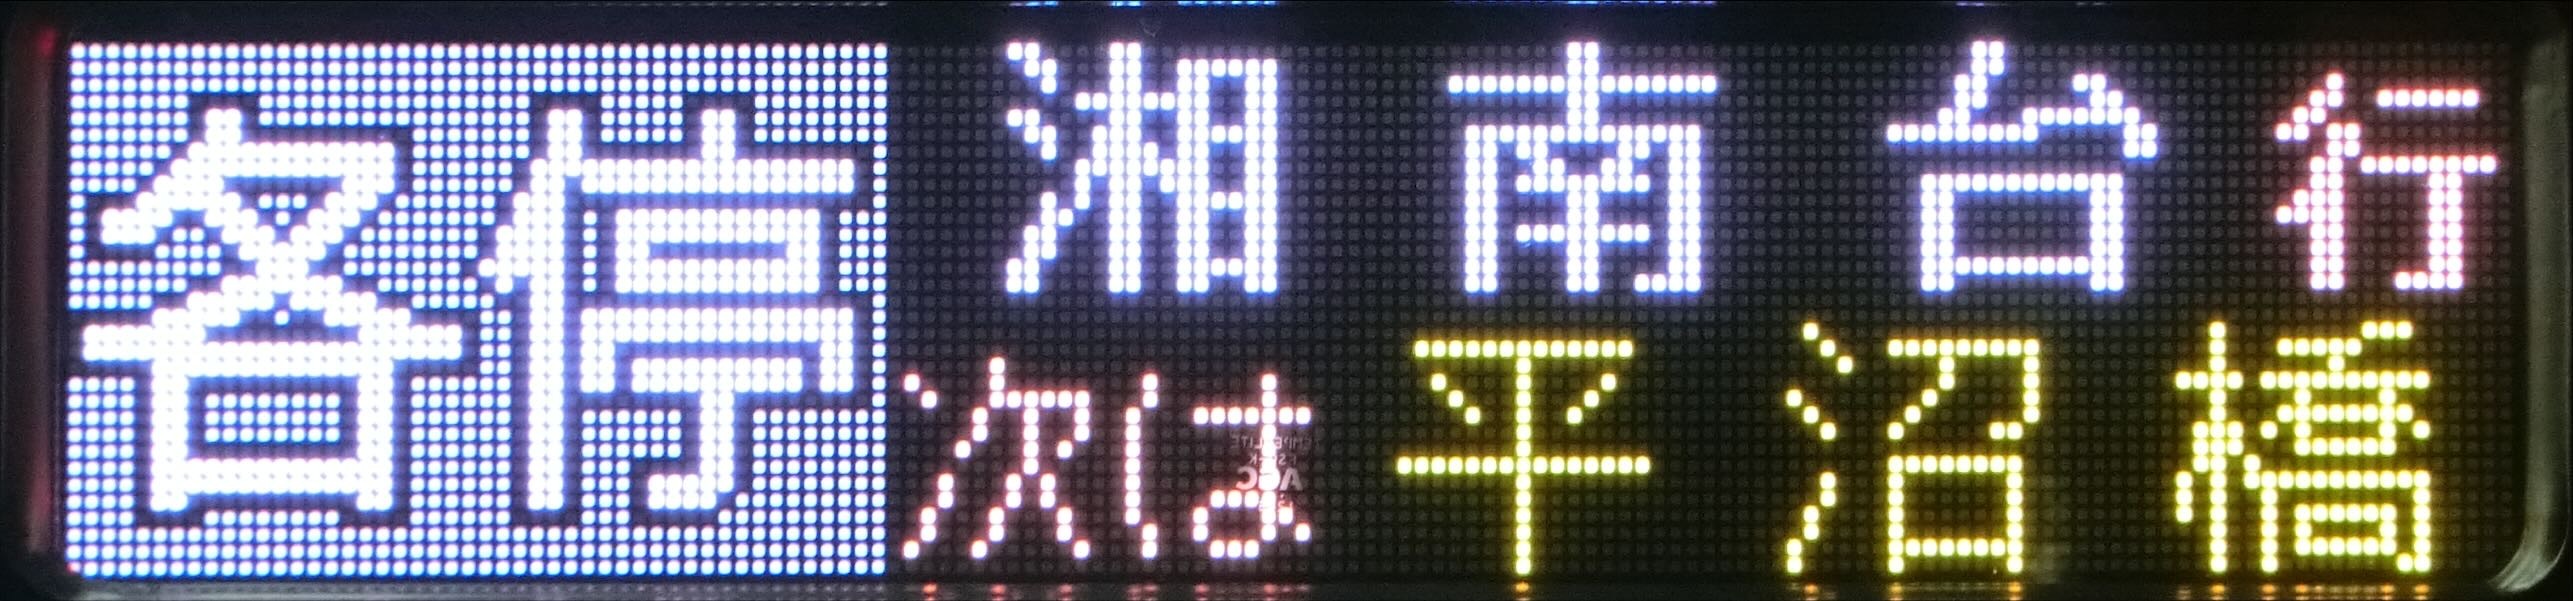 各停
湘南台行
次は 平沼橋